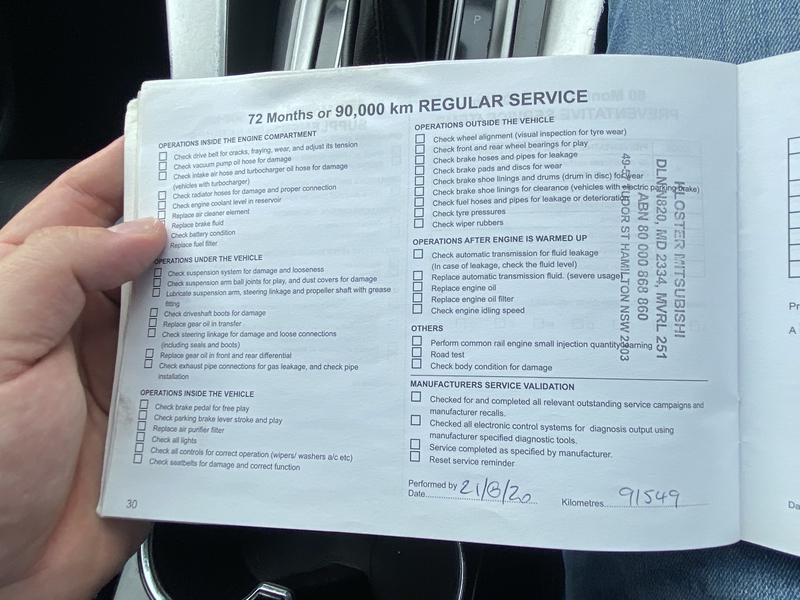 P
72 Months or 90,000 km REGULAR SERVICE
OPERATIONS INSIDE THE ENGINE COMPARTMENT
Check drive belt for cracks, fraying, wear, and adjust its tension
Check vacuum pump oil hose for damage
Check intake air hose and turbocharger oil hose for damage
(vehicles with turbocharger)
Check radiator hoses for damage and proper connection
Check engine coolant level in reservoir
Replace air cleaner element
Replace brake fluid
Check battery condition
Replace fuel filter
OPERATIONS UNDER THE VEHICLE
Check suspension system for damage and looseness
Check suspension arm ball joints for play, and dust covers for damage
Lubricate suspension arm, steering linkage and propeller shaft with grease
fitting
Check driveshaft boots for damage
Replace gear oil in transfer
Check steering linkage for damage and loose connections
(including seals and boots)
Replace gear oil in front and rear differential
Check exhaust pipe connections for gas leakage, and check pipe
installation
OPERATIONS INSIDE THE VEHICLE
Check brake pedal for free play
Check parking brake lever stroke and play
Replace air purifier filter
Check all lights
Check all controls for correct operation (wipers/ washers a/c etc)
Check seatbelts for damage and correct function
30
OPERATIONS OUTSIDE THE VEHICLE
Check wheel alignment (visual inspection for tyre wear)
Check front and rear wheel bearings for play
Check brake hoses and pipes for leakage
Check brake pads and discs for wear
Check brake shoe linings and drums (drum in disc) for wear
Check brake shoe linings for clearance (vehicles with electric parking brake)
Check fuel hoses and pipes for leakage or deterioration
Check tyre pressures
Check wiper rubbers
OPERATIONS AFTER ENGINE IS WARMED UP
Check automatic transmission for fluid leakage
(In case of leakage, check the fluid level)
Replace automatic transmission fluid. (severe usage)
Replace engine oil
Replace engine oil filter
Check engine idling speed
OTHERS
Perform common rail engine small injection quantity learning
Road test
Check body condition for damage
MANUFACTURERS SERVICE VALIDATION
Checked for and completed all relevant outstanding service campaigns and
manufacturer recalls.
Checked all electronic control systems for diagnosis output using
manufacturer specified diagnostic tools.
Service completed as specified by manufacturer.
Reset service reminder
Performed by
Date 21/8/20 Kilometres 91549
KLOSTER MITSUBISHI
DLN 11820, MD 2334, MVRL 251
ABN 80 000 868 860
TUDOR ST HAMILTON NSW 2303
Pr
A
Da